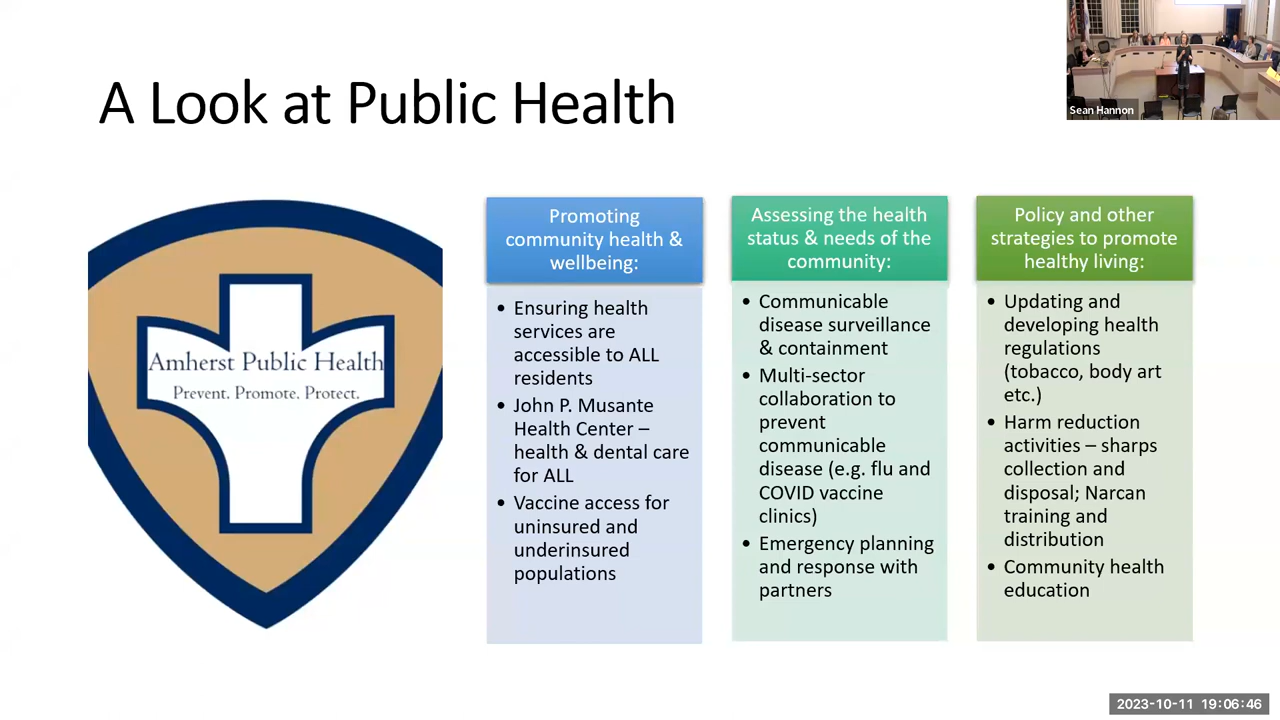 A Look at Public Health
Sean Hannon
Amherst Public Health
Prevent. Promote. Protect.
Promoting
community health &
wellbeing:
• Ensuring health
services are
accessible to ALL
residents
• John P. Musante
Health Center –
health & dental care
for ALL
• Vaccine access for
uninsured and
underinsured
populations
Assessing the health
status & needs of the
community:
• Communicable
disease surveillance
& containment
• Multi-sector
collaboration to
prevent
communicable
disease (e.g. flu and
COVID vaccine
clinics)
• Emergency planning
and response with
partners
Policy and other
strategies to promote
healthy living:
• Updating and
developing health
regulations
(tobacco, body art
etc.)
• Harm reduction
activities – sharps
collection and
disposal; Narcan
training and
distribution
• Community health
education
2023-10-11 19:06:46